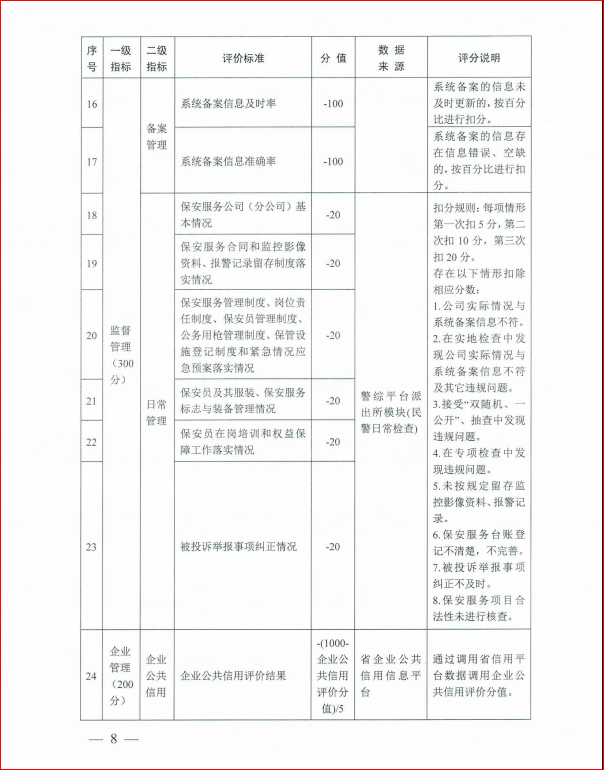 序号
一级指标
二级指标
评价标准
分 值
数 据来 源
评分说明
16
监督
管理
（300
分）
备案
管理
系统备案信息及时率
-100
系统备案的信息未
及时更新的，按百分
比进行扣分。
17
系统备案信息准确率
-100
系统备案的信息存
在信息错误、空缺
的，按百分比进行扣
分。
18
日常
管理
保安服务公司（分公司）基
本情况
-20
警综平台派
出所模块(民
警日常检查)
扣分规则：每项情形
第一次扣 5 分，第二
次扣 10 分，第三次
扣 20 分。
存在以下情形扣除
相应分数：
1.公司实际情况与
系统备案信息不符。
2.在实地检查中发
现公司实际情况与
系统备案信息不符
及其它违规问题。
3.接受“双随机、一
公开”、抽查中发现
违规问题。
4.在专项检查中发
现违规问题。
5.未按规定留存监
控影像资料、报警记
录。
6.保安服务台账登
记不清楚，不完善。
7.被投诉举报事项
纠正不及时。
8.保安服务项目合
法性未进行核查。
19
保安服务合同和监控影像
资料、报警记录留存制度落
实情况
-20
20
保安服务管理制度、岗位责
任制度、保安员管理制度、
公务用枪管理制度、保管设
施登记制度和紧急情况应
急预案落实情况
-20
21
保安员及其服装、保安服务
标志与装备管理情况
-20
22
保安员在岗培训和权益保
障工作落实情况
-20
23
被投诉举报事项纠正情况
-20
24
企业
管理
（200
分）
企业
公共
信用
企业公共信用评价结果
-(1000-
企业公
共信用
评价分
值)/5
省企业公共
信用信息平
台
通过调用省信用平
台数据调用企业公
共信用评价分值。
— 8 —